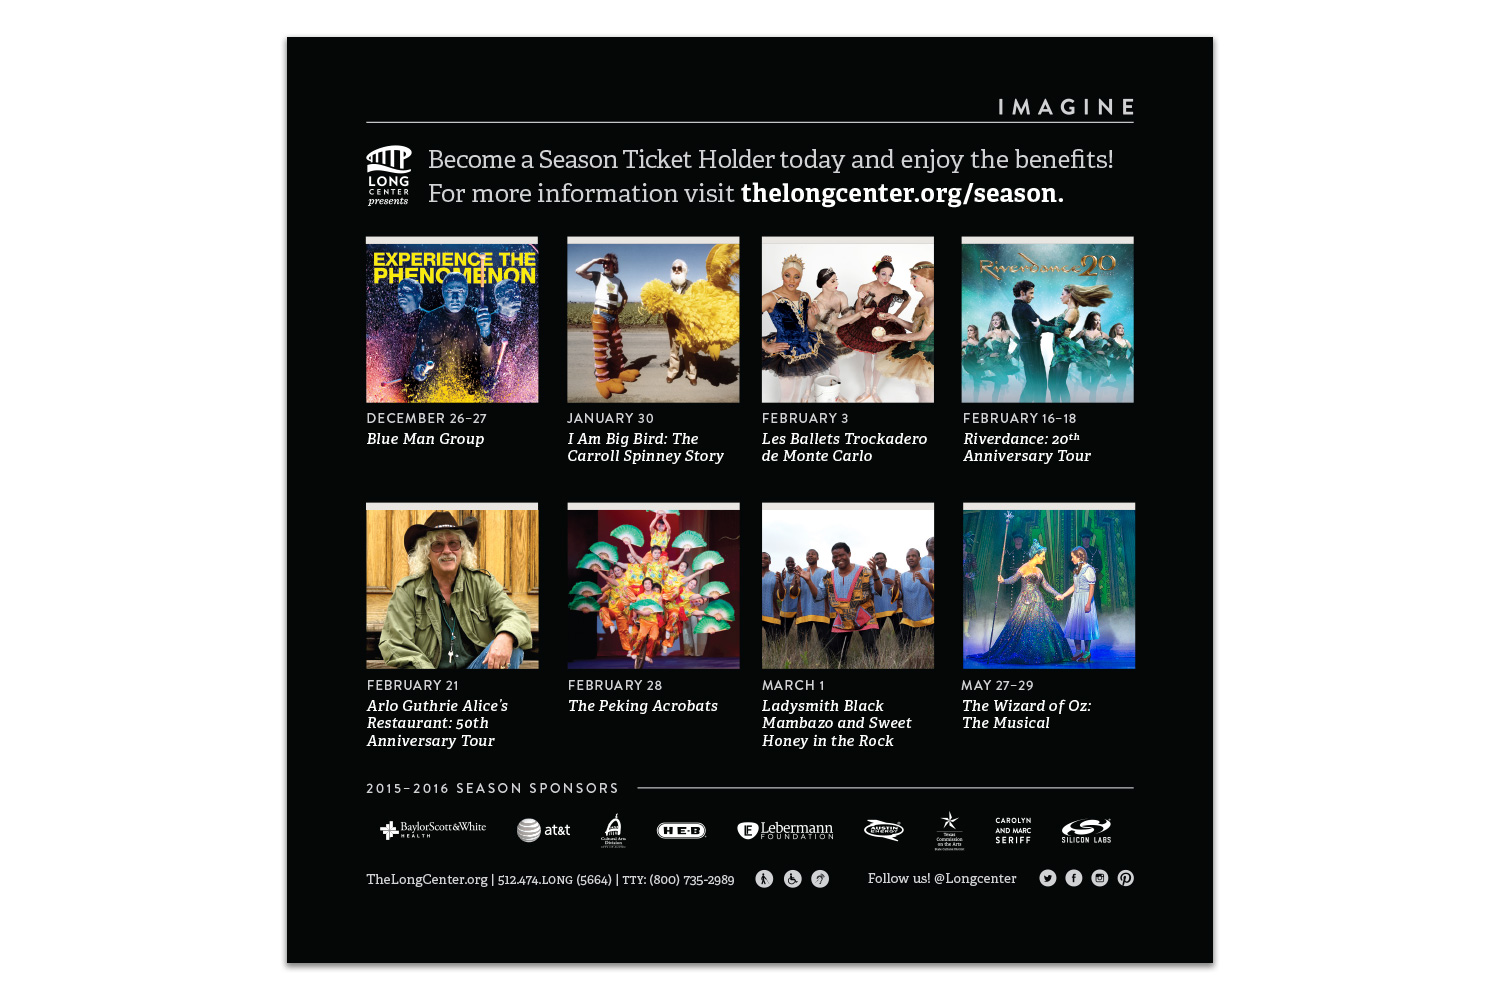 IMAGINE
LONG
CENTER
presents
Become a Season Ticket Holder today and enjoy the benefits!
For more information visit thelongcenter.org/season.
EXPERIENCE THE
PHENOMENON
Riverdance 20
DECEMBER 26–27
Blue Man Group
JANUARY 30
I Am Big Bird: The
Carroll Spinney Story
FEBRUARY 3
Les Ballets Trockadero
de Monte Carlo
FEBRUARY 16–18
Riverdance: 20th
Anniversary Tour
FEBRUARY 21
Arlo Guthrie Alice's
Restaurant: 50th
Anniversary Tour
FEBRUARY 28
The Peking Acrobats
MARCH 1
Ladysmith Black
Mambazo and Sweet
Honey in the Rock
MAY 27–29
The Wizard of Oz:
The Musical
2015–2016 SEASON SPONSORS
BaylorScott&White
HEALTH
at&t
Cultural Arts
Division
H-E-B
LF Lebermann
FOUNDATION
AUSTIN
ENERGY
Texas
Commission
on the Arts
CAROLYN
AND MARC
SERIFF
SILICON LABS
TheLongCenter.org | 512.474.LONG (5664) | TTY: (800) 735-2989
Follow us! @Longcenter